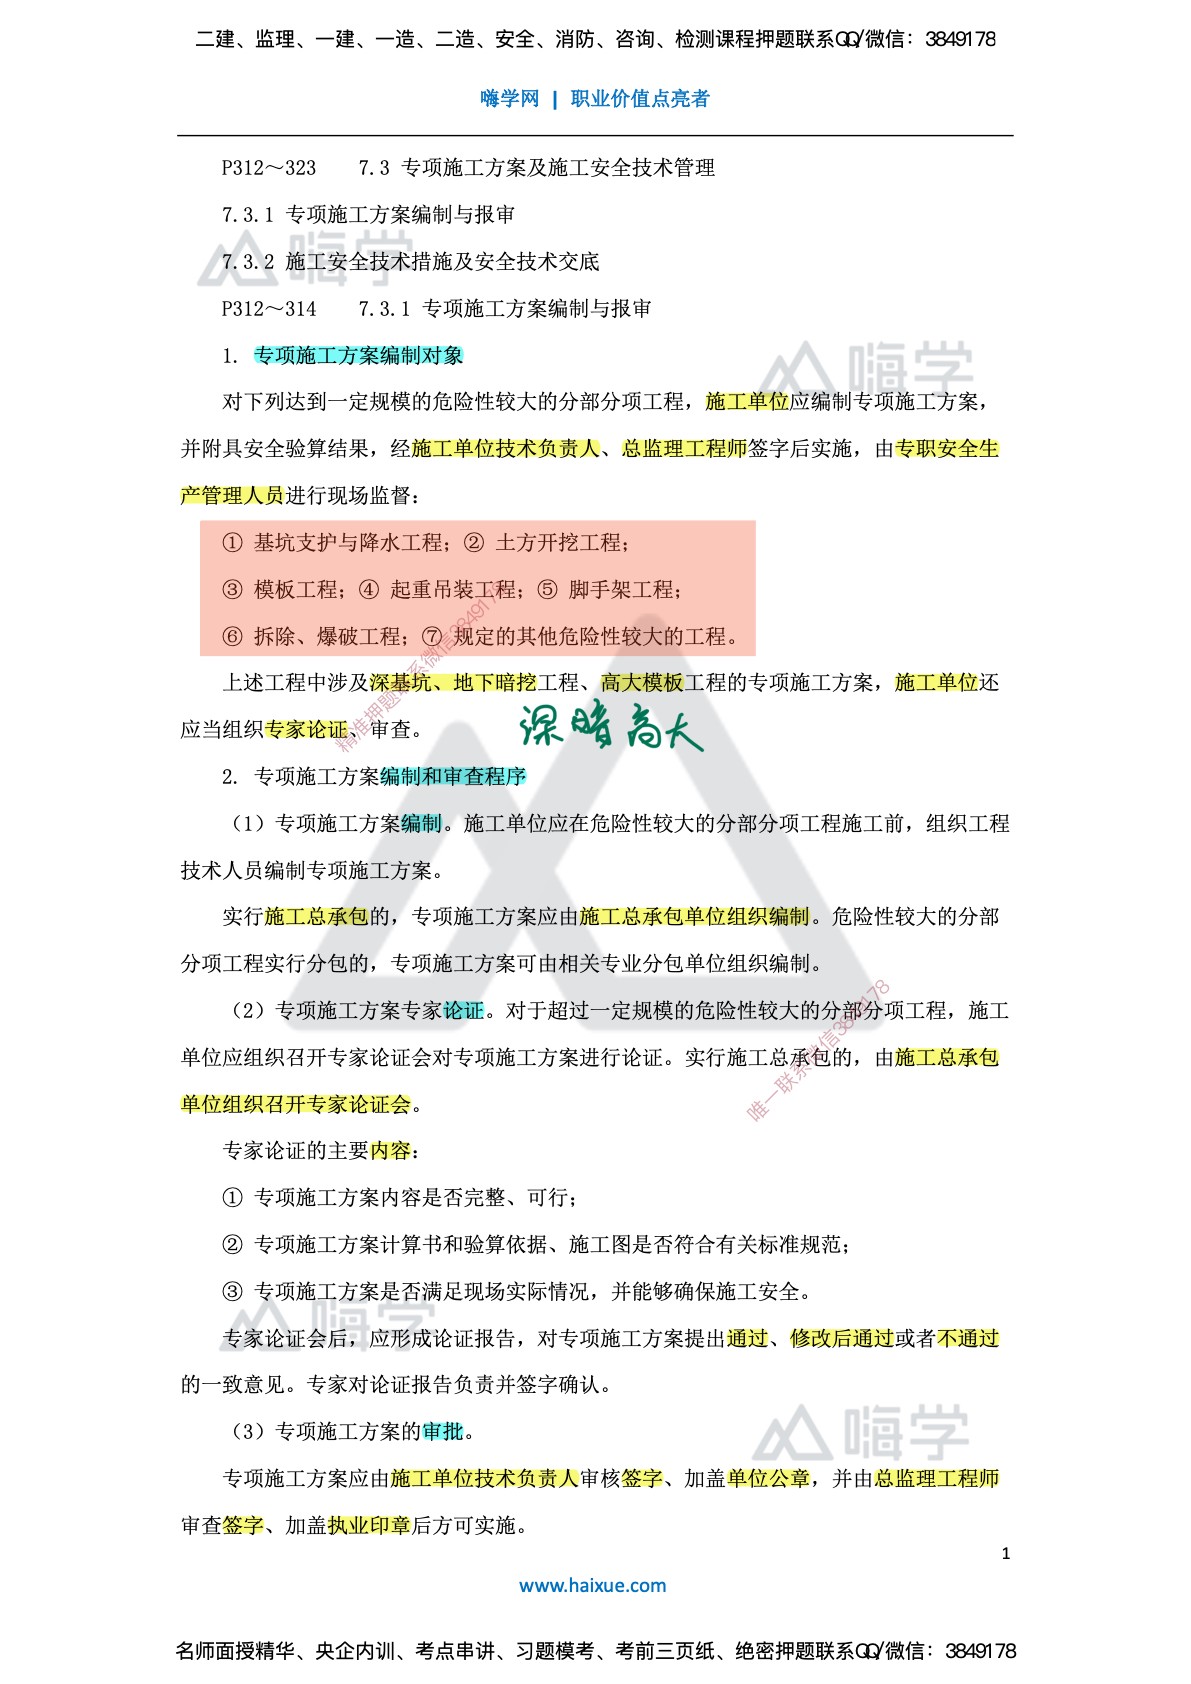 二建、监理、一建、一造、二造、安全、消防、咨询、检测课程押题联系QQ/微信：3849178
嗨学网 | 职业价值点亮者
P312～323 7.3 专项施工方案及施工安全技术管理
7.3.1 专项施工方案编制与报审
嗨学
7.3.2 施工安全技术措施及安全技术交底
P312～314 7.3.1 专项施工方案编制与报审
1. 专项施工方案编制对象
嗨学
对下列达到一定规模的危险性较大的分部分项工程，施工单位应编制专项施工方案，
并附具安全验算结果，经施工单位技术负责人、总监理工程师签字后实施，由专职安全生
产管理人员进行现场监督：
① 基坑支护与降水工程；② 土方开挖工程；
③ 模板工程；④ 起重吊装工程；⑤ 脚手架工程；
⑥ 拆除、爆破工程；⑦ 规定的其他危险性较大的工程。
精准押题联系微信3849178
上述工程中涉及深基坑、地下暗挖工程、高大模板工程的专项施工方案，施工单位还
应当组织专家论证、审查。
深暗高大
2. 专项施工方案编制和审查程序
（1）专项施工方案编制。施工单位应在危险性较大的分部分项工程施工前，组织工程
技术人员编制专项施工方案。
实行施工总承包的，专项施工方案应由施工总承包单位组织编制。危险性较大的分部
分项工程实行分包的，专项施工方案可由相关专业分包单位组织编制。
（2）专项施工方案专家论证。对于超过一定规模的危险性较大的分部分项工程，施工
单位应组织召开专家论证会对专项施工方案进行论证。实行施工总承包的，由施工总承包
单位组织召开专家论证会。
唯一联系微信3849178
专家论证的主要内容：
① 专项施工方案内容是否完整、可行；
② 专项施工方案计算书和验算依据、施工图是否符合有关标准规范；
③ 专项施工方案是否满足现场实际情况，并能够确保施工安全。
嗨学
专家论证会后，应形成论证报告，对专项施工方案提出通过、修改后通过或者不通过
的一致意见。专家对论证报告负责并签字确认。
（3）专项施工方案的审批。
嗨学
专项施工方案应由施工单位技术负责人审核签字、加盖单位公章，并由总监理工程师
审查签字、加盖执业印章后方可实施。
1
www.haixue.com
名师面授精华、央企内训、考点串讲、习题模考、考前三页纸、绝密押题联系QQ/微信：3849178